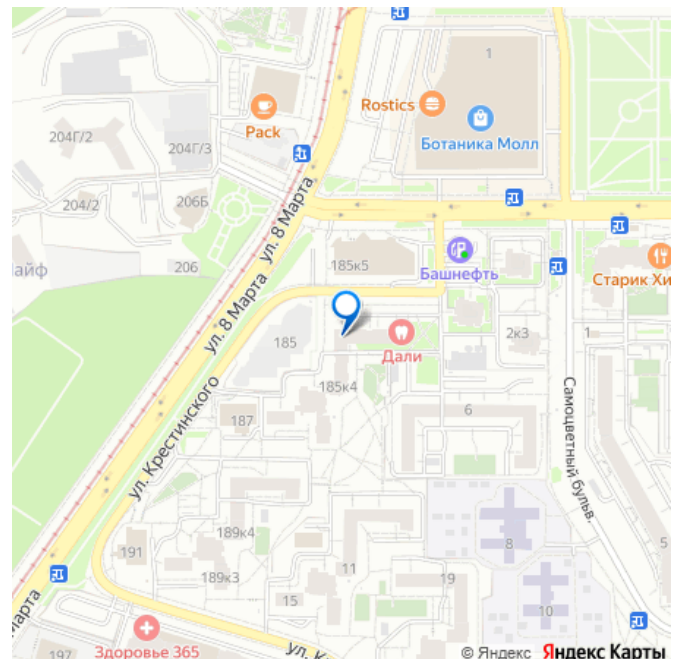 1
Rostics
Pack
Ботаника Молл
204Г/2
204Г/3
204/2
206Б
ул. 8 Марта
206
айф
185к5
Башнефть
Старик Хи
ул. 8 Марта
185
Дали
2к3
1
185к4
ул. Крестинского
187
6
Самоцветный бульв.
191
189к4
189к3
11
19
8
5
15
10
Марта
197
Здоровье 365
ул. К
© Яндекс Яндекс Карты